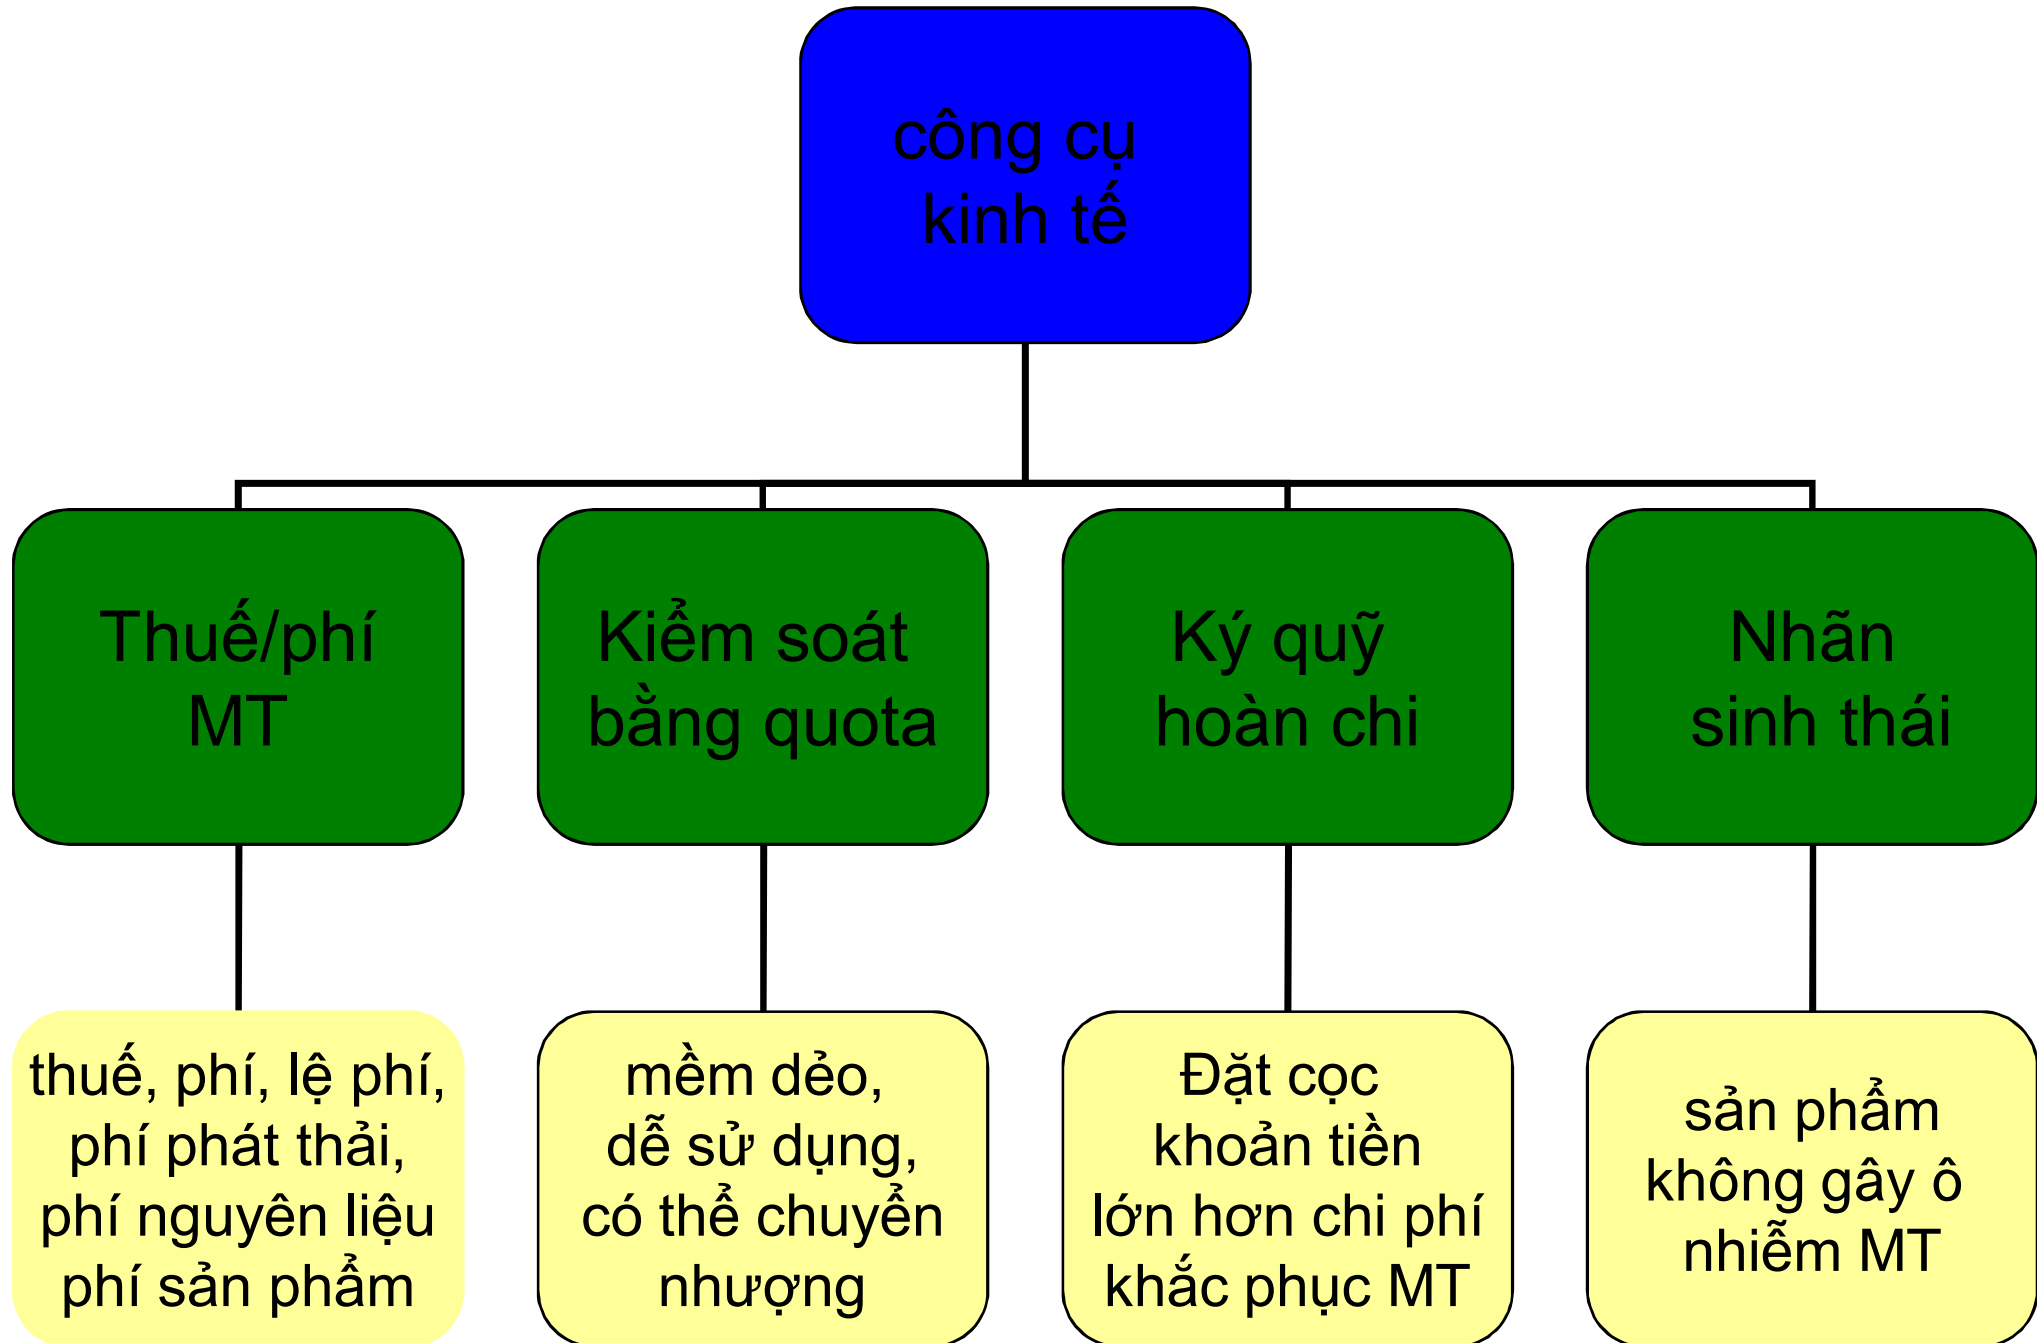 công cụ
kinh tế
Thuế/phí
MT
Kiểm soát
bằng quota
Ký quỹ
hoàn chi
Nhãn
sinh thái
thuế, phí, lệ phí,
phí phát thải,
phí nguyên liệu
phí sản phẩm
mềm dẻo,
dễ sử dụng,
có thể chuyển
nhượng
Đặt cọc
khoản tiền
lớn hơn chi phí
khắc phục MT
sản phẩm
không gây ô
nhiễm MT